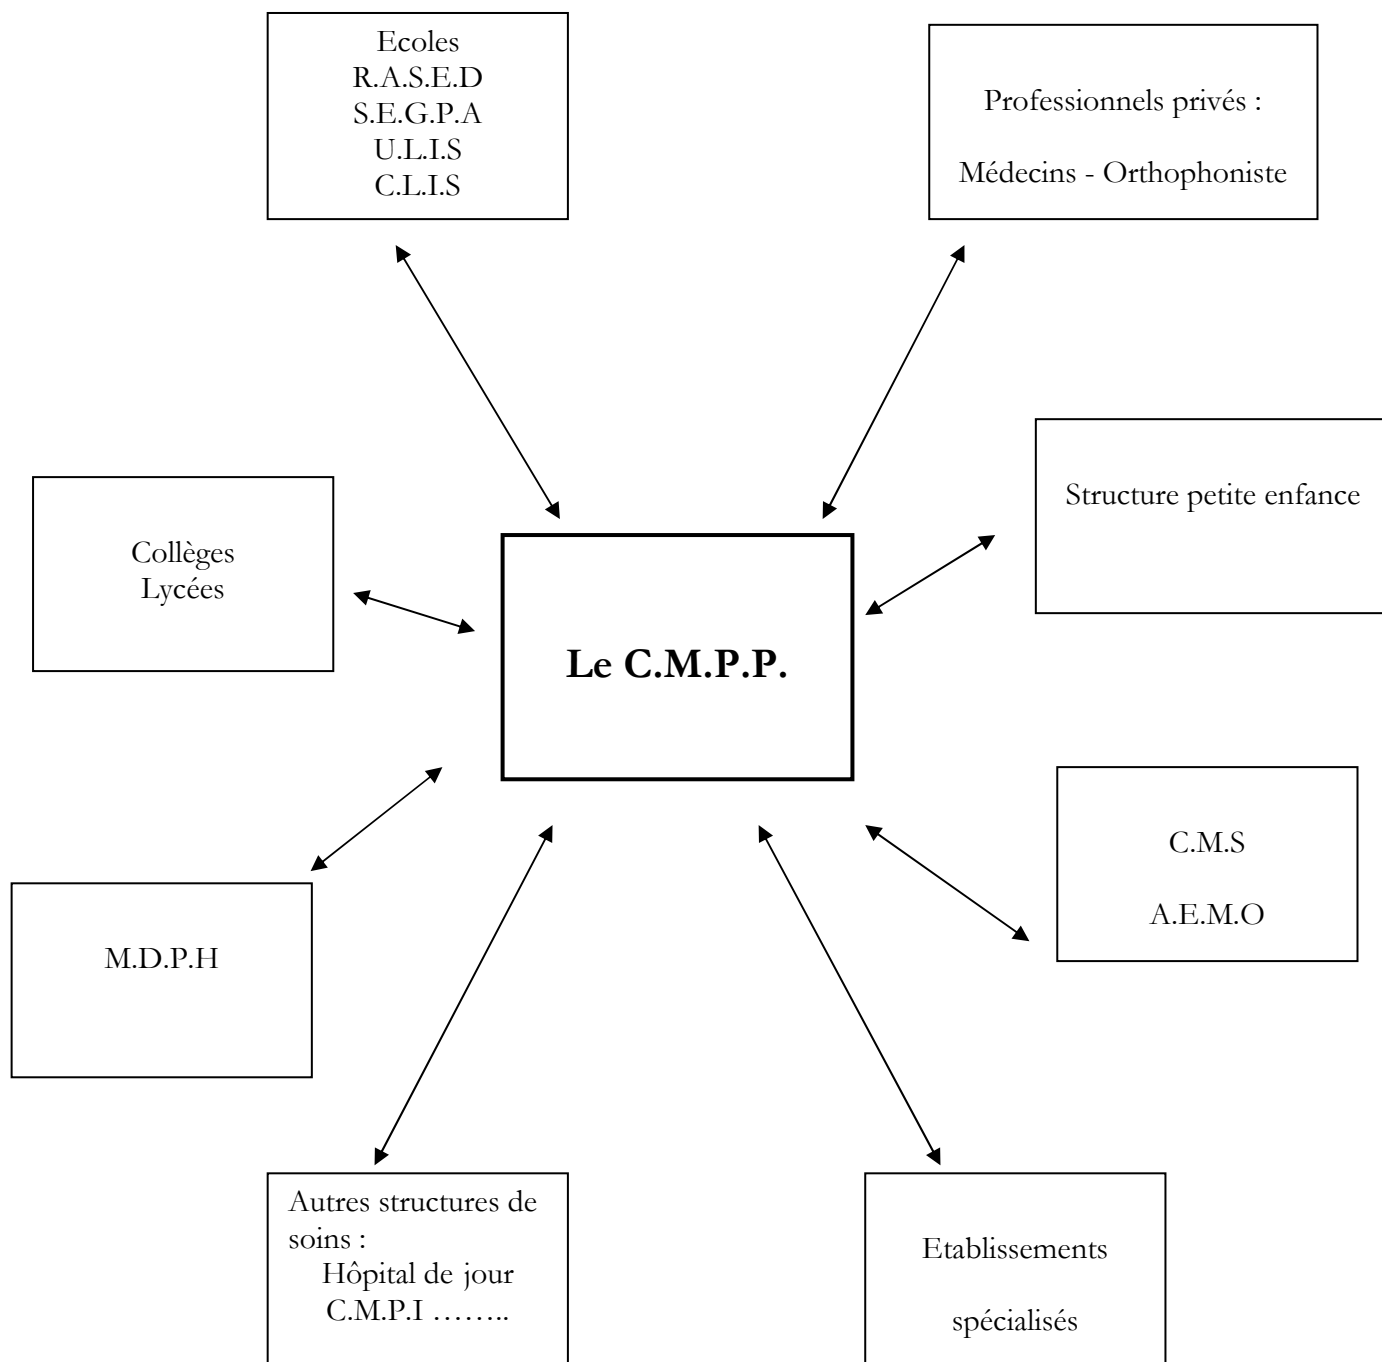 Ecoles
R.A.S.E.D
S.E.G.P.A
U.L.I.S
C.L.I.S
Professionnels privés :
Médecins - Orthophoniste
Structure petite enfance
Collèges
Lycées
Le C.M.P.P.
C.M.S
A.E.M.O
M.D.P.H
Autres structures de
soins :
Hôpital de jour
C.M.P.I ……..
Etablissements
spécialisés